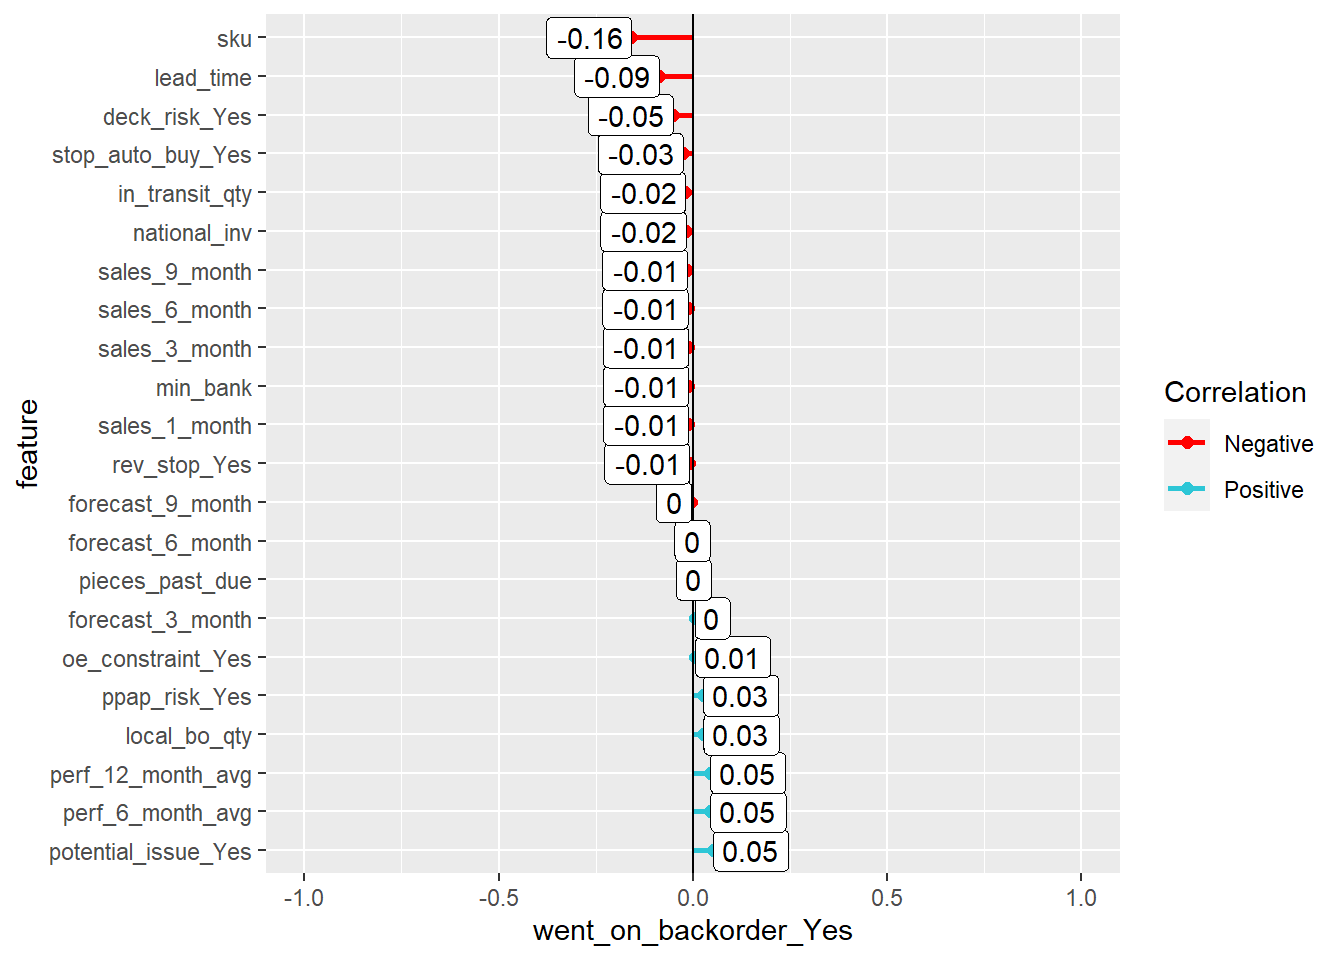 sku -0.16
lead_time -0.09
deck_risk_Yes -0.05
stop_auto_buy_Yes -0.03
in_transit_qty -0.02
national_inv -0.02
sales_9_month -0.01
sales_6_month -0.01
sales_3_month -0.01
min_bank -0.01
sales_1_month -0.01
rev_stop_Yes -0.01
forecast_9_month 0
forecast_6_month 0
pieces_past_due 0
forecast_3_month 0
oe_constraint_Yes 0.01
ppap_risk_Yes 0.03
local_bo_qty 0.03
perf_12_month_avg 0.05
perf_6_month_avg 0.05
potential_issue_Yes 0.05
feature
-1.0 -0.5 0.0 0.5 1.0
went_on_backorder_Yes
Correlation
Negative
Positive